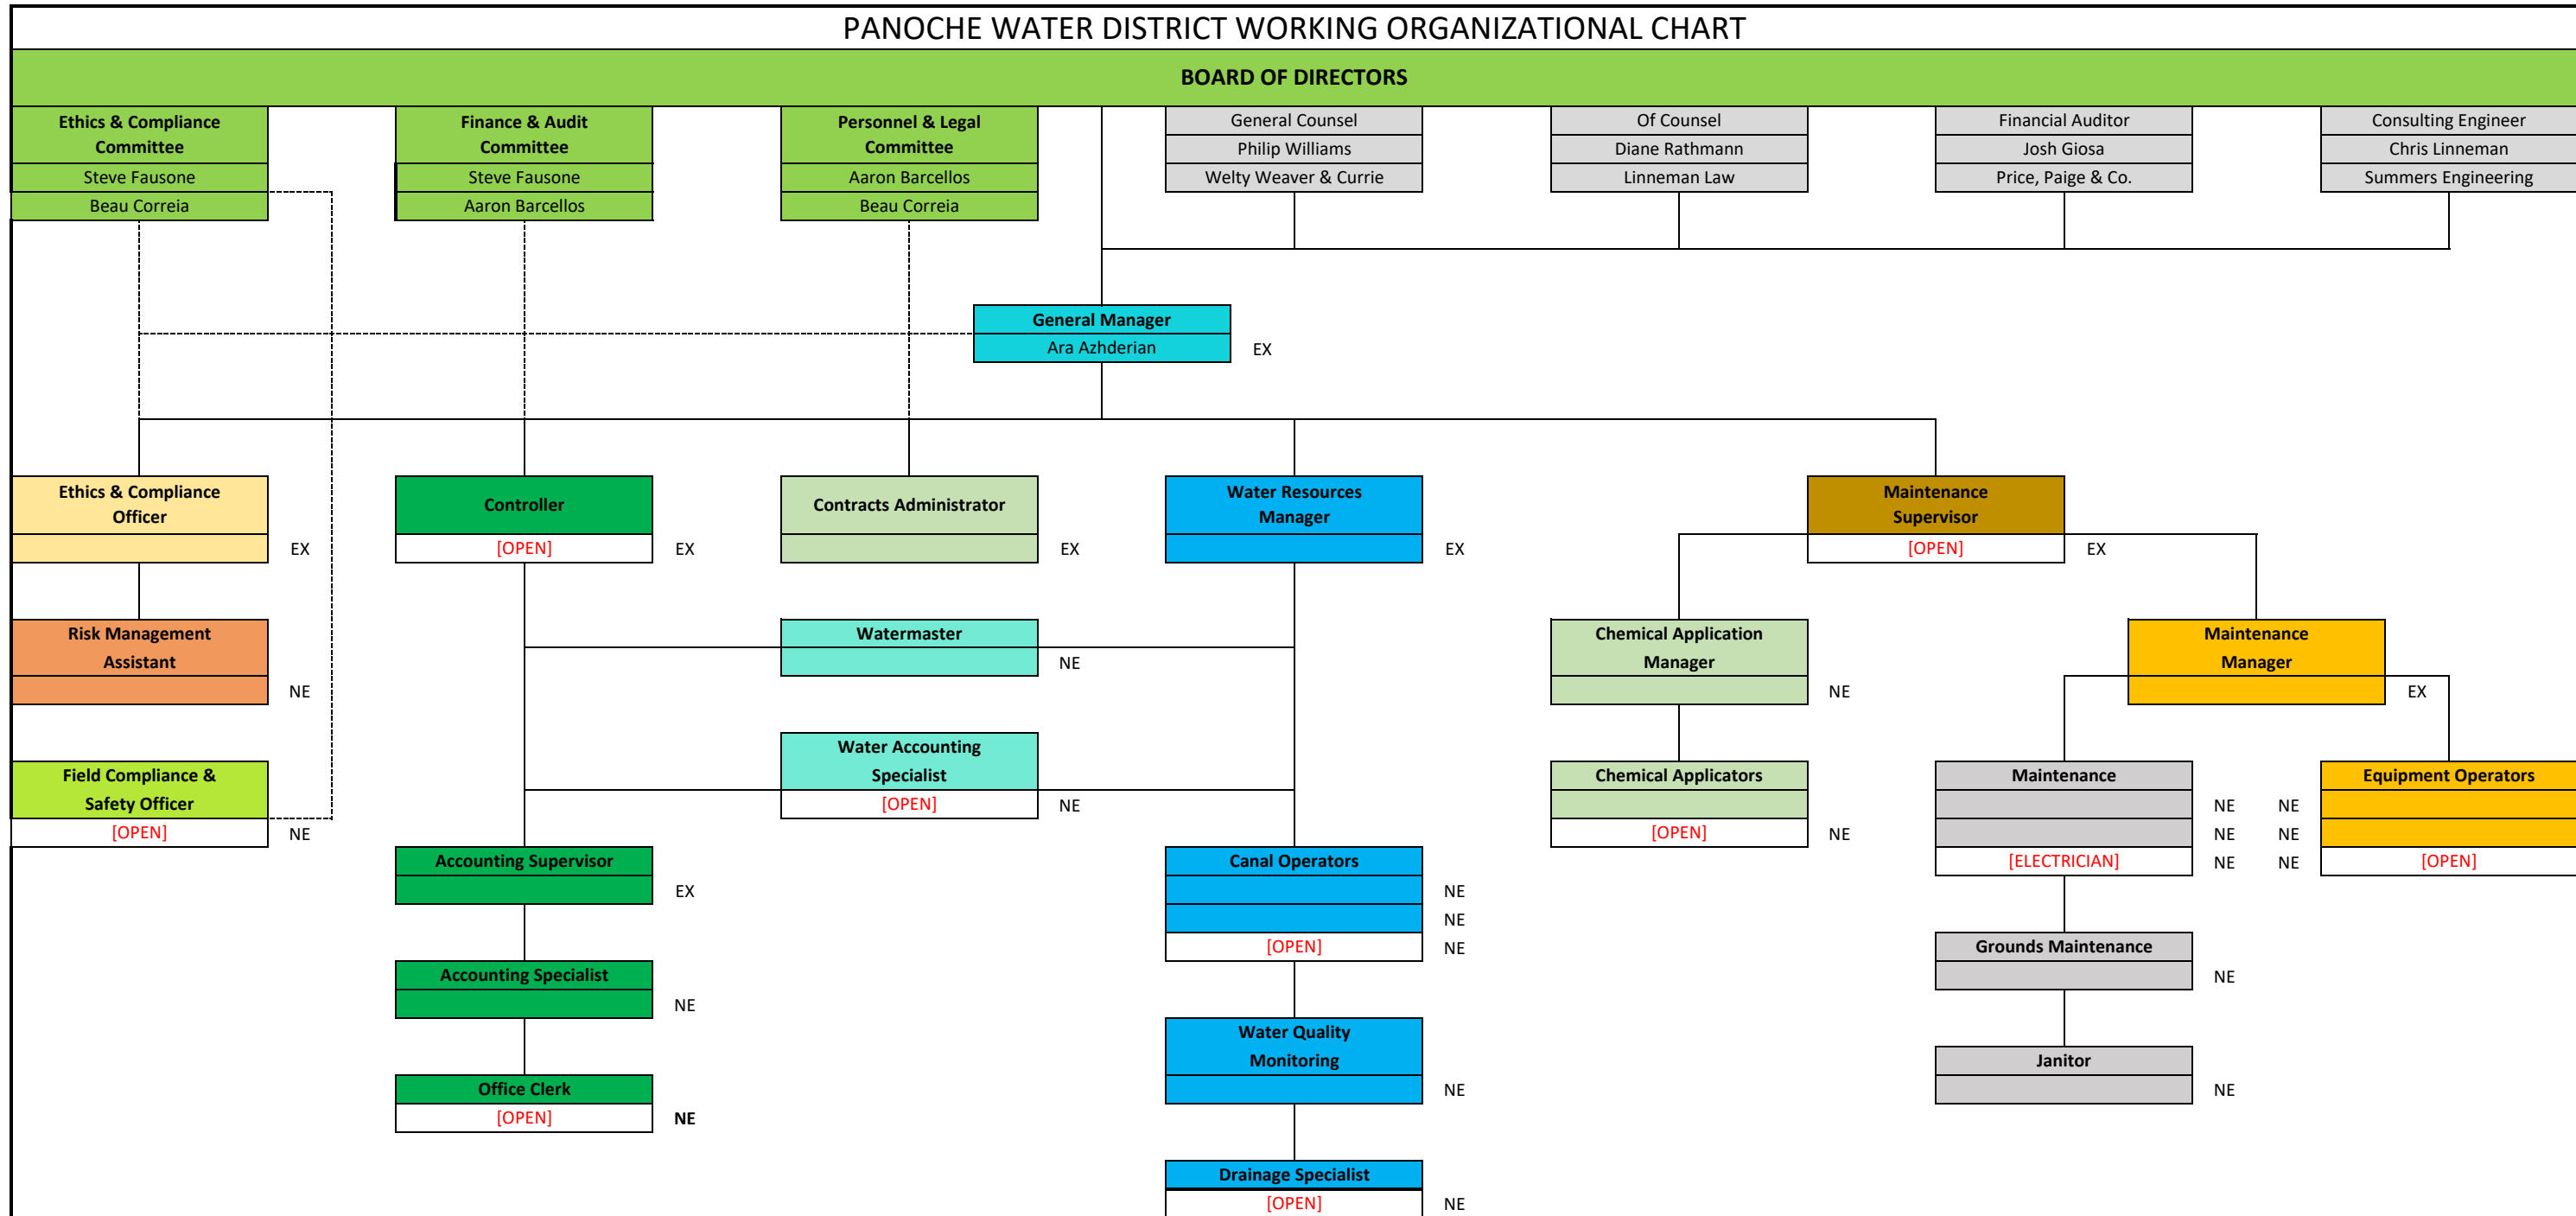 PANOCHE WATER DISTRICT WORKING ORGANIZATIONAL CHART
BOARD OF DIRECTORS
Ethics & Compliance
Committee
Steve Fausone
Beau Correia
Finance & Audit
Committee
Steve Fausone
Aaron Barcellos
Personnel & Legal
Committee
Aaron Barcellos
Beau Correia
General Counsel
Philip Williams
Welty Weaver & Currie
Of Counsel
Diane Rathmann
Linneman Law
Financial Auditor
Josh Giosa
Price, Paige & Co.
Consulting Engineer
Chris Linneman
Summers Engineering
General Manager
Ara Azhderian
EX
Ethics & Compliance
Officer
EX
Controller
[OPEN]
EX
Contracts Administrator
EX
Water Resources
Manager
EX
Maintenance
Supervisor
[OPEN]
EX
Risk Management
Assistant
NE
Watermaster
NE
Chemical Application
Manager
NE
Maintenance
Manager
EX
Field Compliance &
Safety Officer
[OPEN]
NE
Water Accounting
Specialist
[OPEN]
NE
Chemical Applicators
[OPEN]
NE
Maintenance
NE
NE
[ELECTRICIAN]
NE
Equipment Operators
NE
NE
NE
[OPEN]
Accounting Supervisor
EX
Canal Operators
NE
NE
[OPEN]
NE
Grounds Maintenance
NE
Accounting Specialist
NE
Water Quality
Monitoring
NE
Janitor
NE
Office Clerk
[OPEN]
NE
Drainage Specialist
[OPEN]
NE